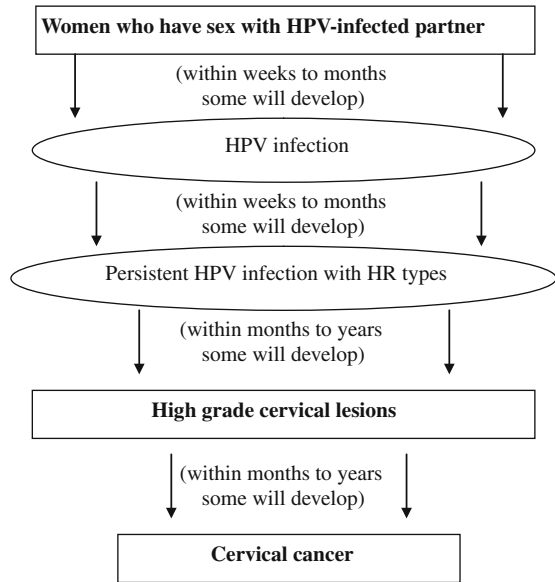 Women who have sex with HPV-infected partner
(within weeks to months
some will develop)
HPV infection
(within weeks to months
some will develop)
Persistent HPV infection with HR types
(within months to years
some will develop)
High grade cervical lesions
(within months to years
some will develop)
Cervical cancer